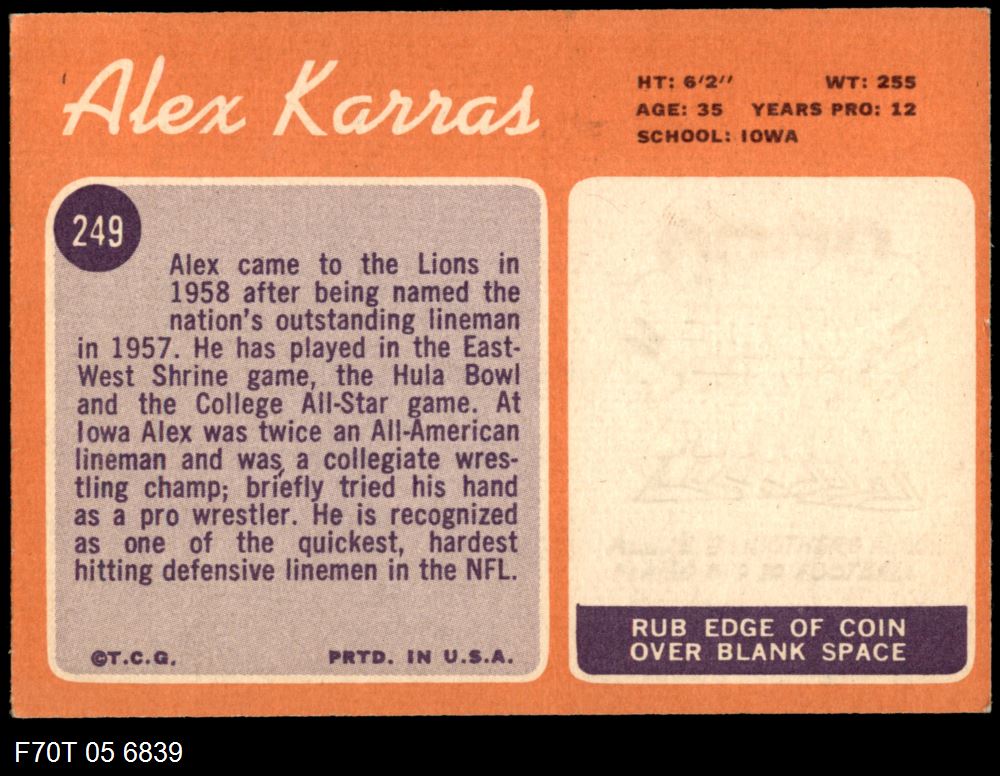 Alex Karras
HT: 6'2'' WT: 255
AGE: 35 YEARS PRO: 12
SCHOOL: IOWA
249
Alex came to the Lions in
1958 after being named the
nation's outstanding lineman
in 1957. He has played in the East-
West Shrine game, the Hula Bowl
and the College All-Star game. At
Iowa Alex was twice an All-American
lineman and was a collegiate wres-
tling champ; briefly tried his hand
as a pro wrestler. He is recognized
as one of the quickest, hardest
hitting defensive linemen in the NFL.
©T.C.G. PRTD. IN U.S.A.
RUB EDGE OF COIN
OVER BLANK SPACE
F70T 05 6839